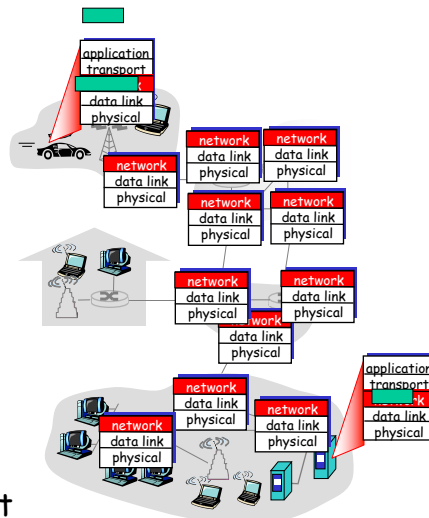 application
transport
data link
physical
network
data link
physical
network
data link
physical
network
data link
physical
network
data link
physical
network
data link
physical
network
data link
physical
network
data link
physical
network
data link
physical
network
data link
physical
network
data link
physical
network
data link
physical
application
transport
data link
physical
t